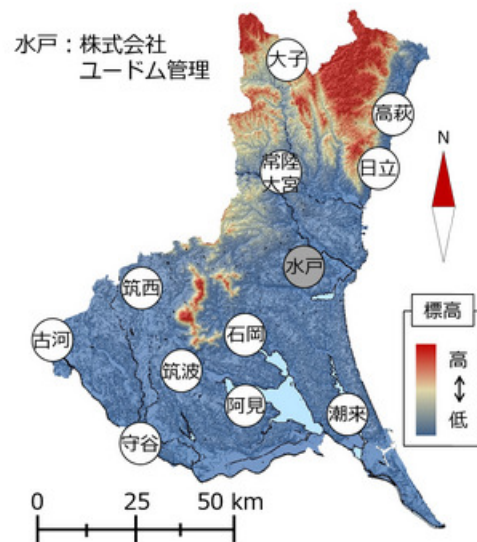 水戸：株式会社
ユードム管理
大子
高萩
常陸
大宮
日立
N
水戸
筑西
標高
古河
石岡
高
筑波
↕
低
阿見
潮来
守谷
0 25 50 km